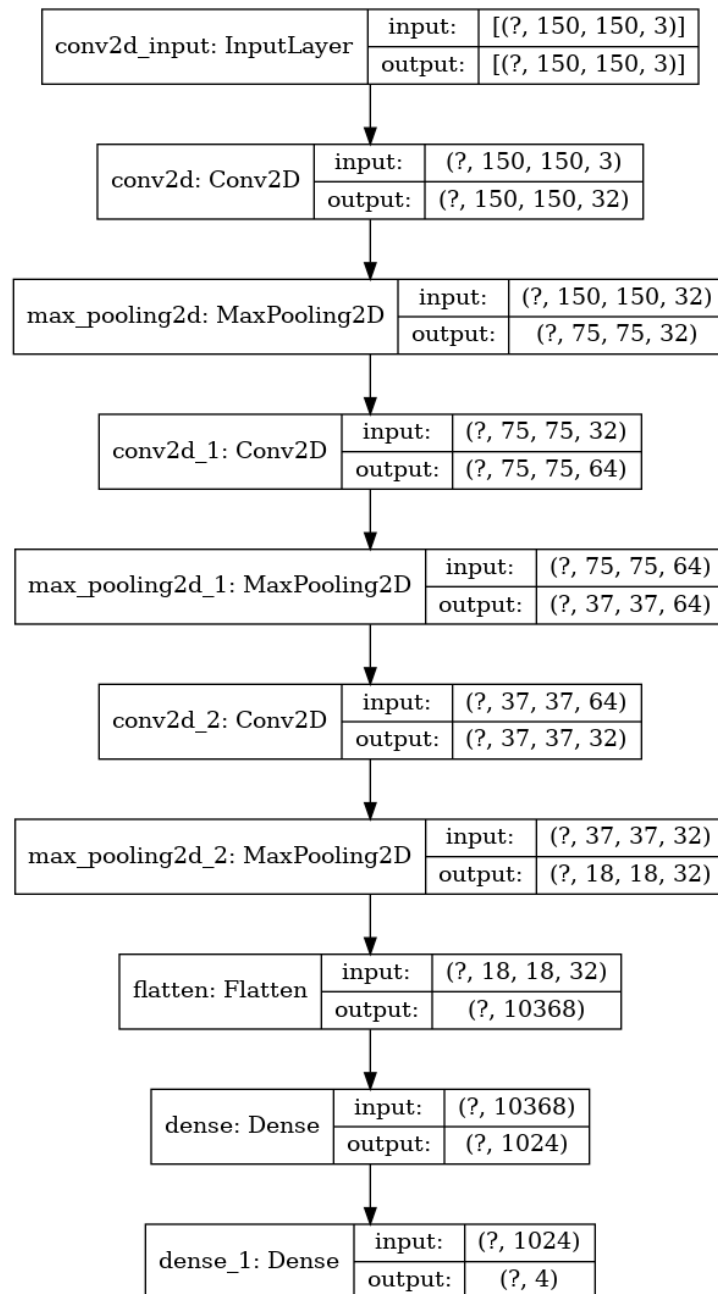 conv2d_input: InputLayer
input: [(?, 150, 150, 3)]
output: [(?, 150, 150, 3)]
conv2d: Conv2D
input: (?, 150, 150, 3)
output: (?, 150, 150, 32)
max_pooling2d: MaxPooling2D
input: (?, 150, 150, 32)
output: (?, 75, 75, 32)
conv2d_1: Conv2D
input: (?, 75, 75, 32)
output: (?, 75, 75, 64)
max_pooling2d_1: MaxPooling2D
input: (?, 75, 75, 64)
output: (?, 37, 37, 64)
conv2d_2: Conv2D
input: (?, 37, 37, 64)
output: (?, 37, 37, 32)
max_pooling2d_2: MaxPooling2D
input: (?, 37, 37, 32)
output: (?, 18, 18, 32)
flatten: Flatten
input: (?, 18, 18, 32)
output: (?, 10368)
dense: Dense
input: (?, 10368)
output: (?, 1024)
dense_1: Dense
input: (?, 1024)
output: (?, 4)